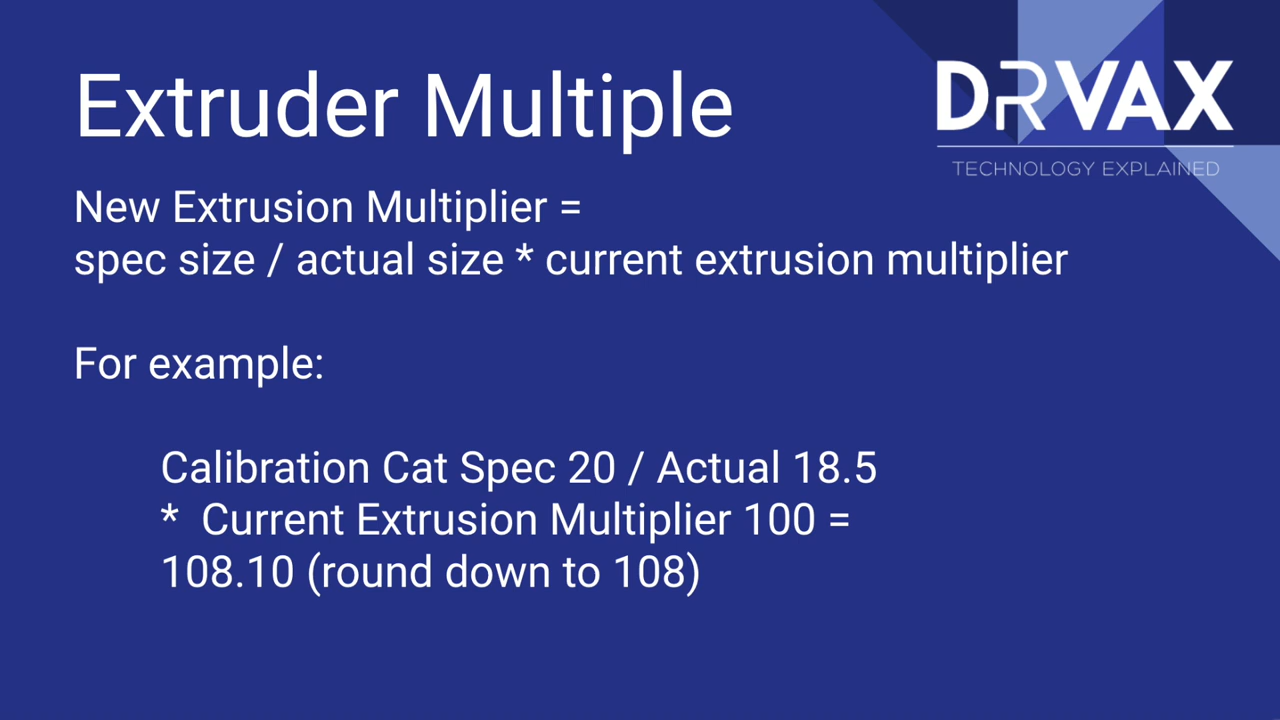 DRVAX
TECHNOLOGY EXPLAINED
Extruder Multiple
New Extrusion Multiplier =
spec size / actual size * current extrusion multiplier
For example:
Calibration Cat Spec 20 / Actual 18.5
* Current Extrusion Multiplier 100 =
108.10 (round down to 108)